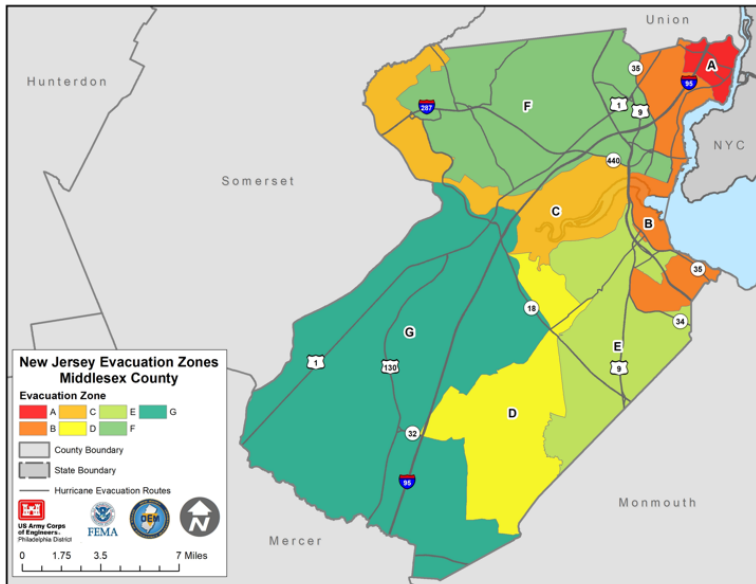 Union
Hunterdon
A
35
95
1
9
F
287
NYC
440
Somerset
C
B
35
18
34
G
E
1
130
9
D
32
95
Monmouth
Mercer
New Jersey Evacuation Zones
Middlesex County
Evacuation Zone
A C E G
B D F
County Boundary
State Boundary
Hurricane Evacuation Routes
US Army Corps
of Engineers
Philadelphia District
FEMA
OEM
N
0 1.75 3.5 7 Miles